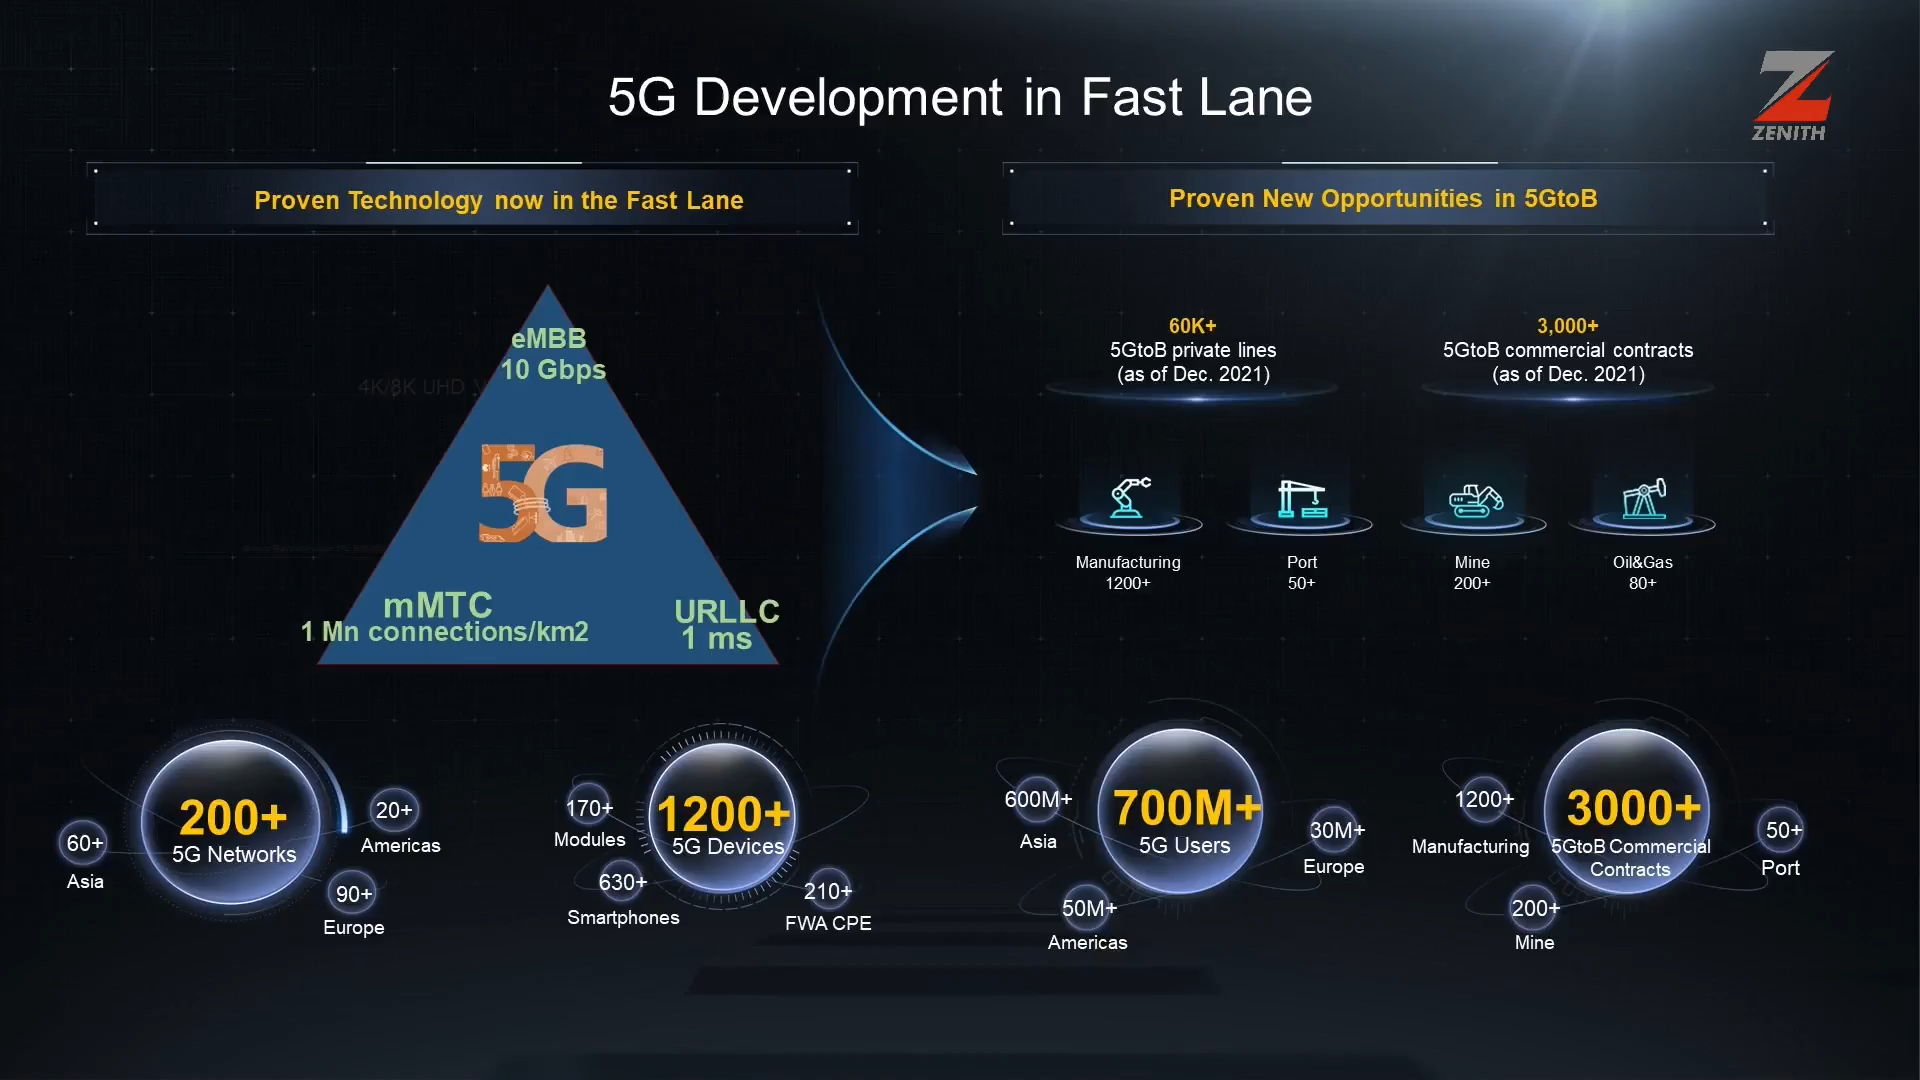 5G Development in Fast Lane
ZENITH
Proven Technology now in the Fast Lane
Proven New Opportunities in 5GtoB
eMBB
10 Gbps
4K/8K UHD
5G
mMTC
1 Mn connections/km2
URLLC
1 ms
60K+
5GtoB private lines
(as of Dec. 2021)
3,000+
5GtoB commercial contracts
(as of Dec. 2021)
Manufacturing
1200+
Port
50+
Mine
200+
Oil&Gas
80+
200+
5G Networks
60+
Asia
20+
Americas
90+
Europe
1200+
5G Devices
170+
Modules
630+
Smartphones
210+
FWA CPE
700M+
5G Users
600M+
Asia
30M+
Europe
50M+
Americas
3000+
5GtoB Commercial
Contracts
1200+
Manufacturing
50+
Port
200+
Mine